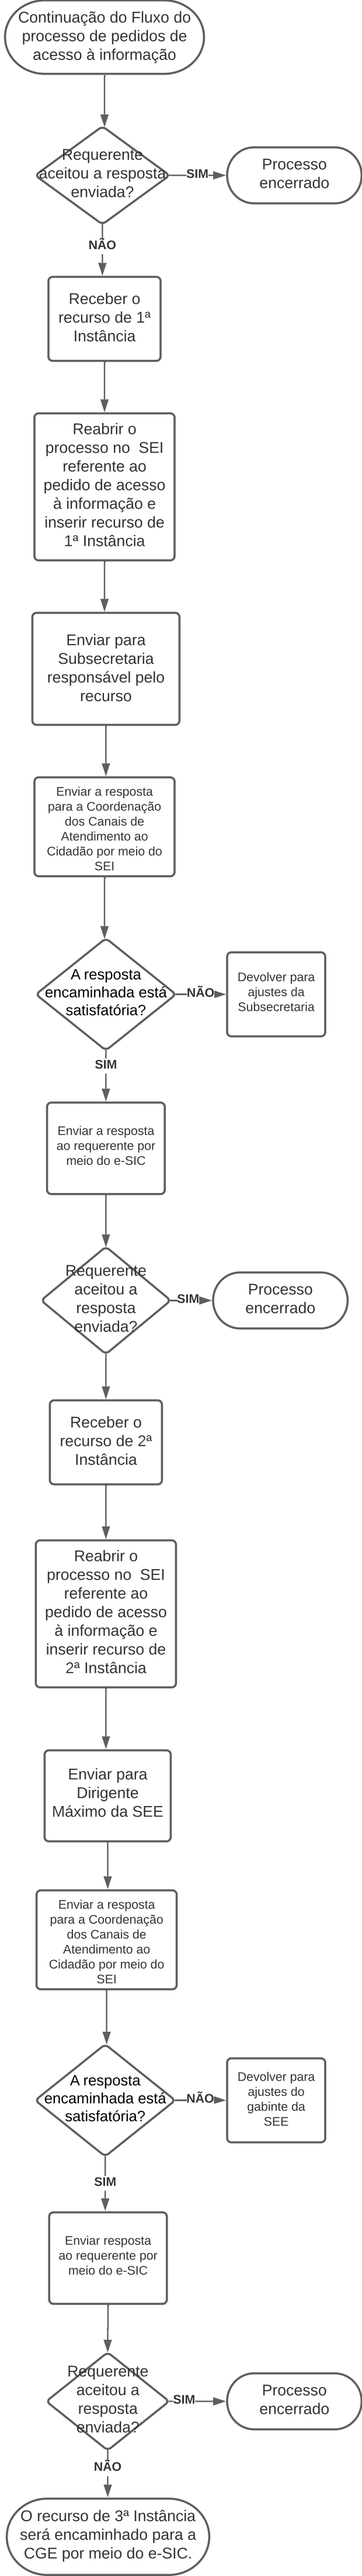 Continuação do Fluxo do
processo de pedidos de
acesso à informação
Requerente
aceitou a resposta
enviada?
SIM
Processo
encerrado
NÃO
Receber o
recurso de 1ª
Instância
Reabrir o
processo no SEI
referente ao
pedido de acesso
à informação e
inserir recurso de
1ª Instância
Enviar para
Subsecretaria
responsável pelo
recurso
Enviar a resposta
para a Coordenação
dos Canais de
Atendimento ao
Cidadão por meio do
SEI
A resposta
encaminhada está
satisfatória?
NÃO
Devolver para
ajustes da
Subsecretaria
SIM
Enviar a resposta
ao requerente por
meio do e-SIC
Requerente
aceitou a
resposta
enviada?
SIM
Processo
encerrado
Receber o
recurso de 2ª
Instância
Reabrir o
processo no SEI
referente ao
pedido de acesso
à informação e
inserir recurso de
2ª Instância
Enviar para
Dirigente
Máximo da SEE
Enviar a resposta
para a Coordenação
dos Canais de
Atendimento ao
Cidadão por meio do
SEI
A resposta
encaminhada está
satisfatória?
NÃO
Devolver para
ajustes do
gabinte da
SEE
SIM
Enviar resposta
ao requerente por
meio do e-SIC
Requerente
aceitou a
resposta
enviada?
SIM
Processo
encerrado
NÃO
O recurso de 3ª Instância
será encaminhado para a
CGE por meio do e-SIC.